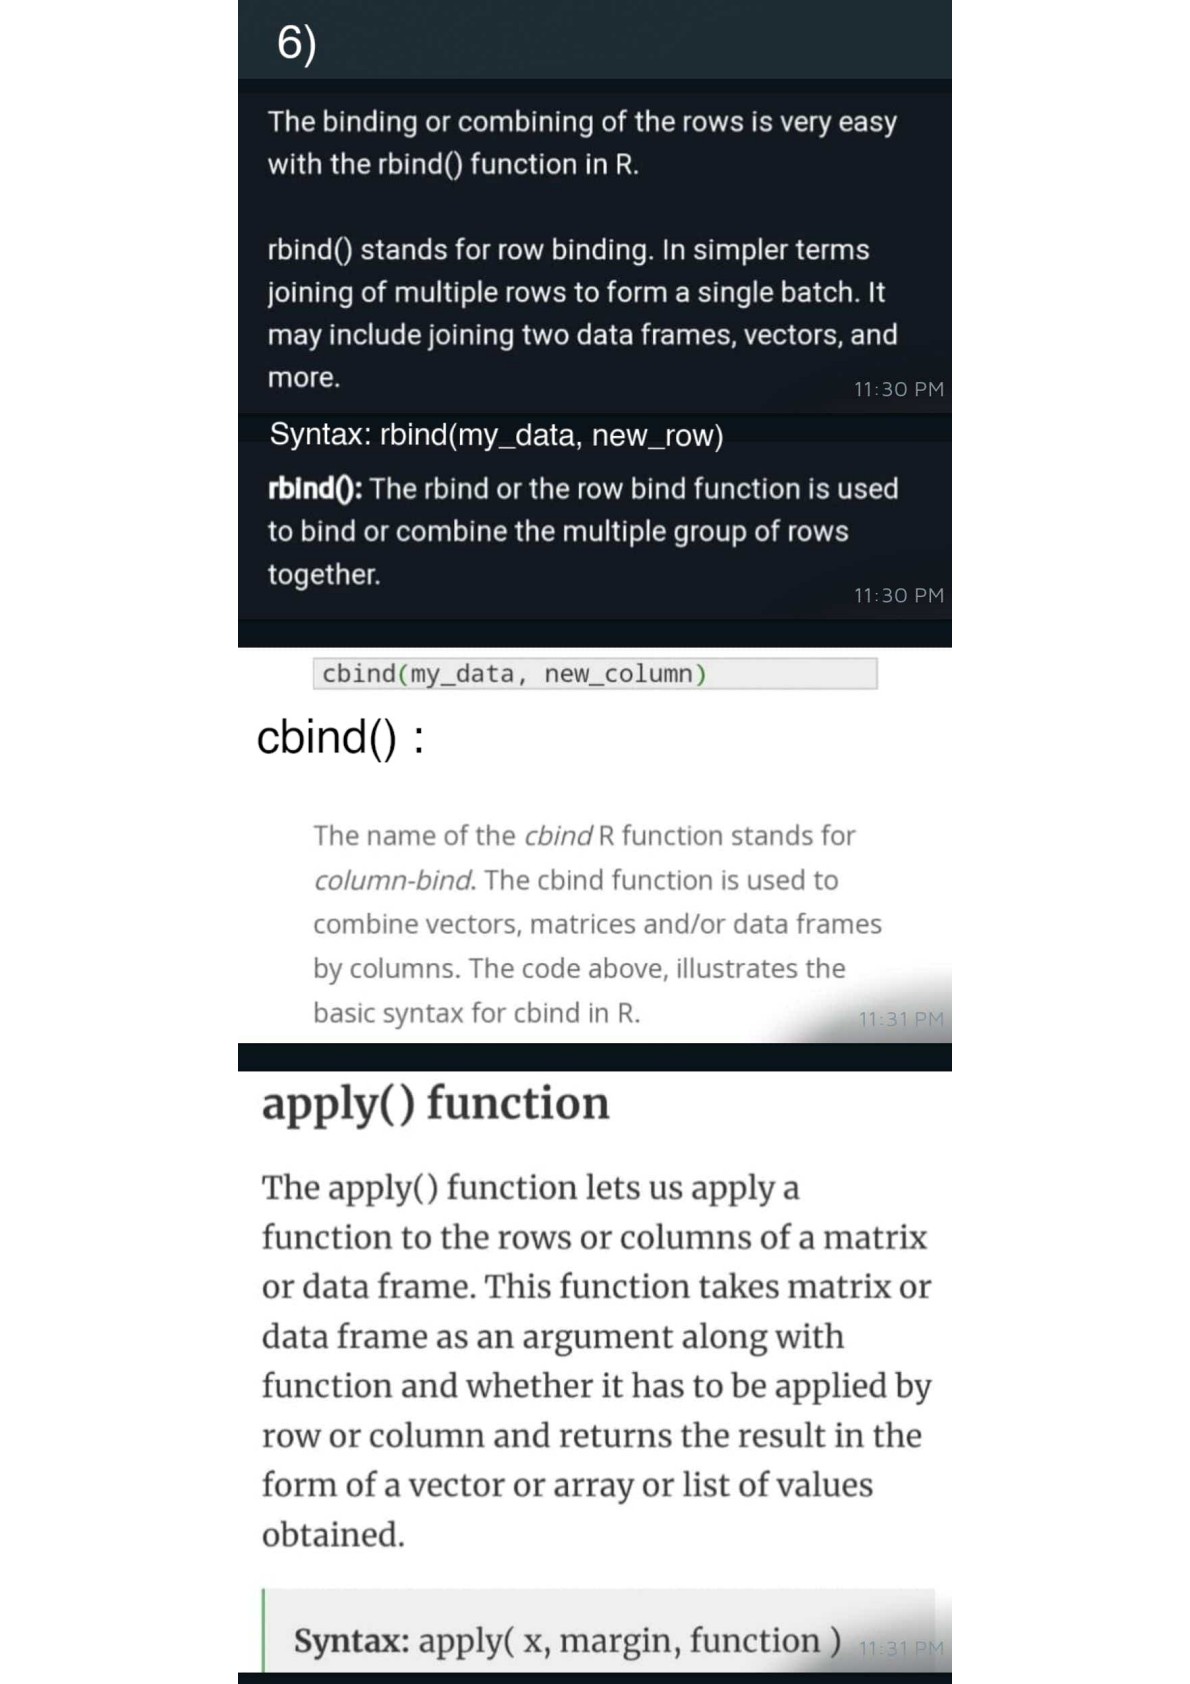 6)
The binding or combining of the rows is very easy
with the rbind() function in R.
rbind() stands for row binding. In simpler terms
joining of multiple rows to form a single batch. It
may include joining two data frames, vectors, and
more.
11:30 PM
Syntax: rbind(my_data, new_row)
rbind(): The rbind or the row bind function is used
to bind or combine the multiple group of rows
together.
11:30 PM
cbind(my_data, new_column)
cbind() :
The name of the cbind R function stands for
column-bind. The cbind function is used to
combine vectors, matrices and/or data frames
by columns. The code above, illustrates the
basic syntax for cbind in R.
11:31 PM
apply() function
The apply() function lets us apply a
function to the rows or columns of a matrix
or data frame. This function takes matrix or
data frame as an argument along with
function and whether it has to be applied by
row or column and returns the result in the
form of a vector or array or list of values
obtained.
Syntax: apply( x, margin, function )
11:31 PM